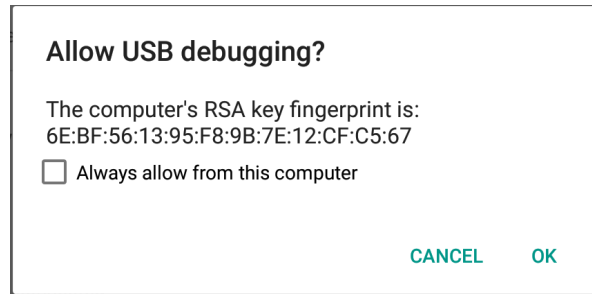 Allow USB debugging?
The computer's RSA key fingerprint is:
6E:BF:56:13:95:F8:9B:7E:12:CF:C5:67
Always allow from this computer
CANCEL OK